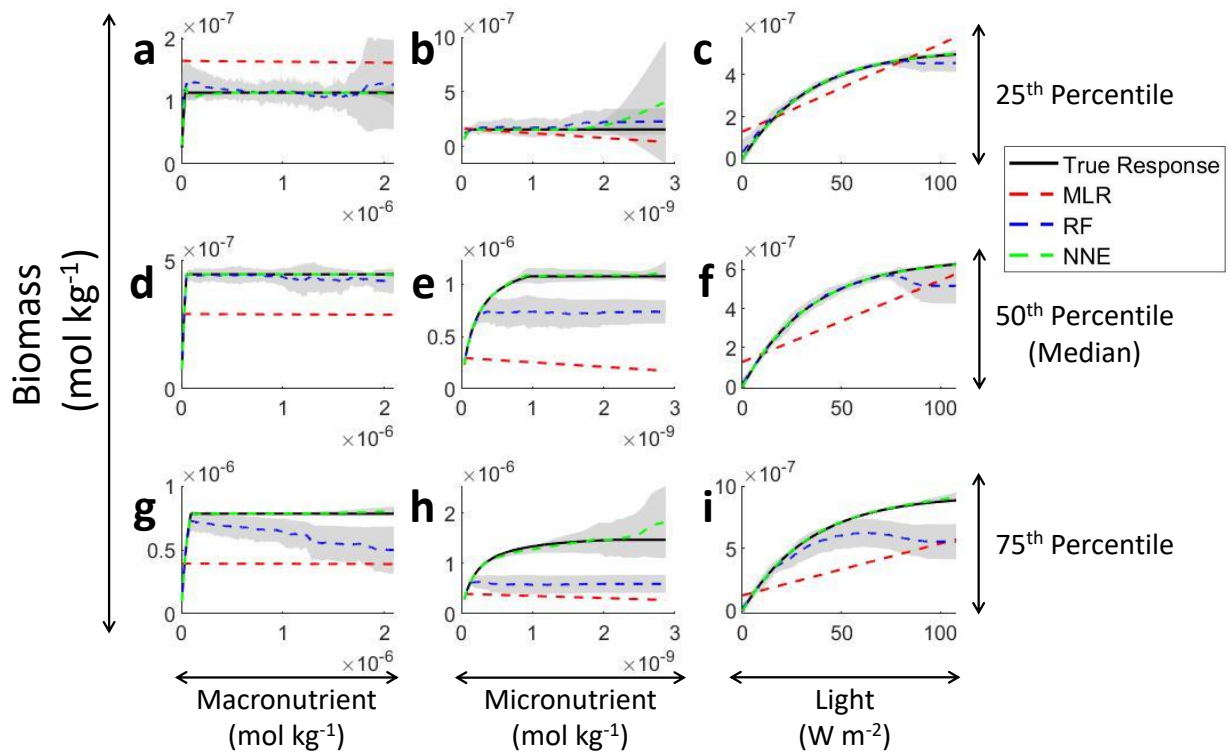 ×10⁻⁷
a
2
1
0
0 1 2
×10⁻⁶
×10⁻⁷
b
10
5
0
0 1 2 3
×10⁻⁹
×10⁻⁷
c
4
2
0
0 50 100
25th Percentile
True Response
MLR
RF
NNE
Biomass
(mol kg⁻¹)
×10⁻⁷
d
5
0
0 1 2
×10⁻⁶
×10⁻⁶
e
1
0.5
0
0 1 2 3
×10⁻⁹
×10⁻⁷
f
6
4
2
0
0 50 100
50th Percentile
(Median)
×10⁻⁶
g
1
0.5
0
0 1 2
×10⁻⁶
×10⁻⁶
h
2
1
0
0 1 2 3
×10⁻⁹
×10⁻⁷
i
10
5
0
0 50 100
75th Percentile
Macronutrient
(mol kg⁻¹)
Micronutrient
(mol kg⁻¹)
Light
(W m⁻²)